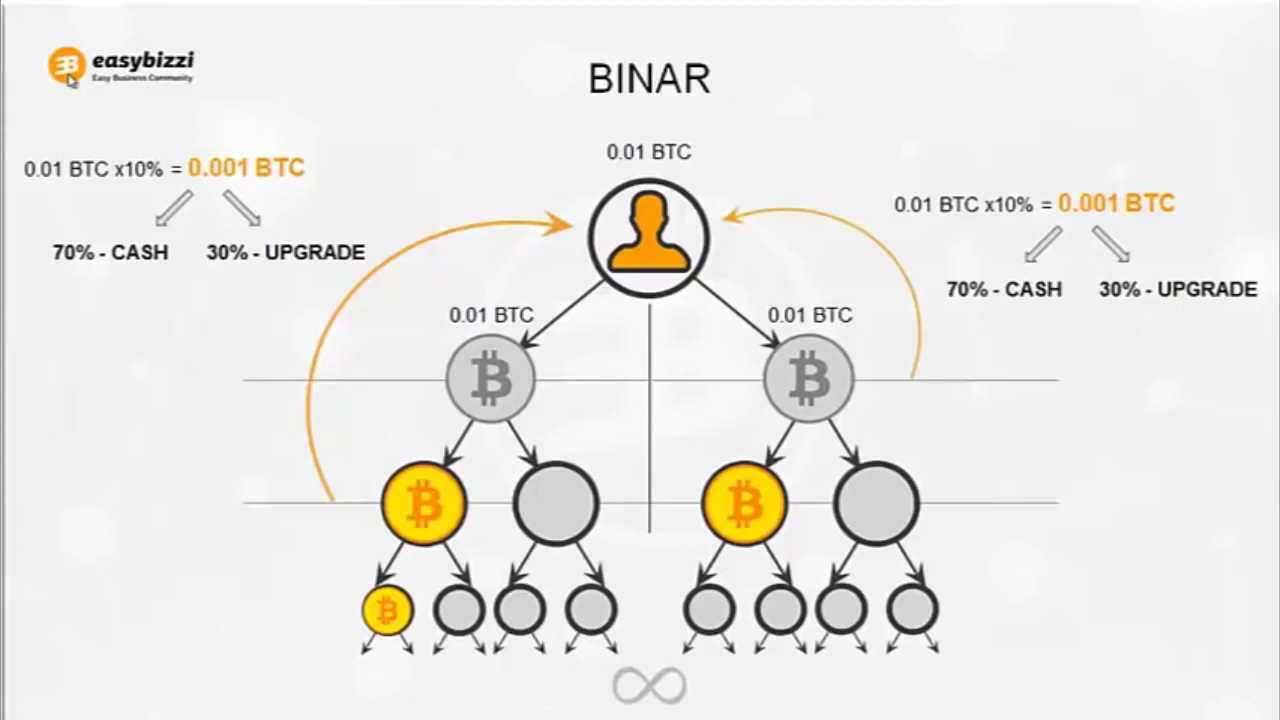 easybizzi
Easy Business Community
BINAR
0.01 BTC
0.01 BTC x10% = 0.001 BTC
70% - CASH 30% - UPGRADE
0.01 BTC x10% = 0.001 BTC
70% - CASH 30% - UPGRADE
0.01 BTC 0.01 BTC